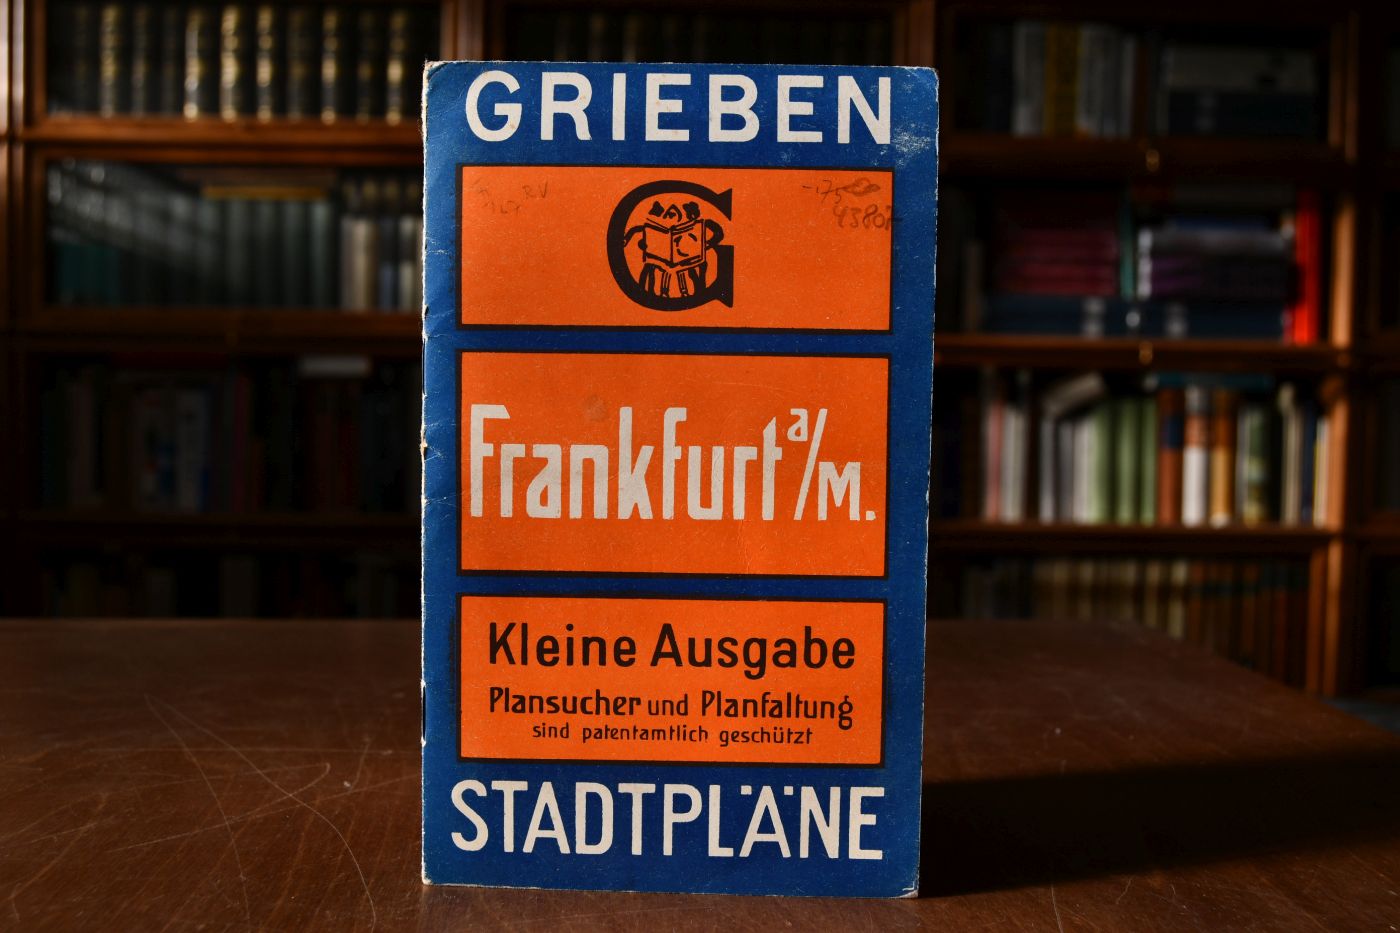 GRIEBEN
G
Frankfurt a/M.
Kleine Ausgabe
Plansucher und Planfaltung
sind patentamtlich geschützt
STADTPLÄNE